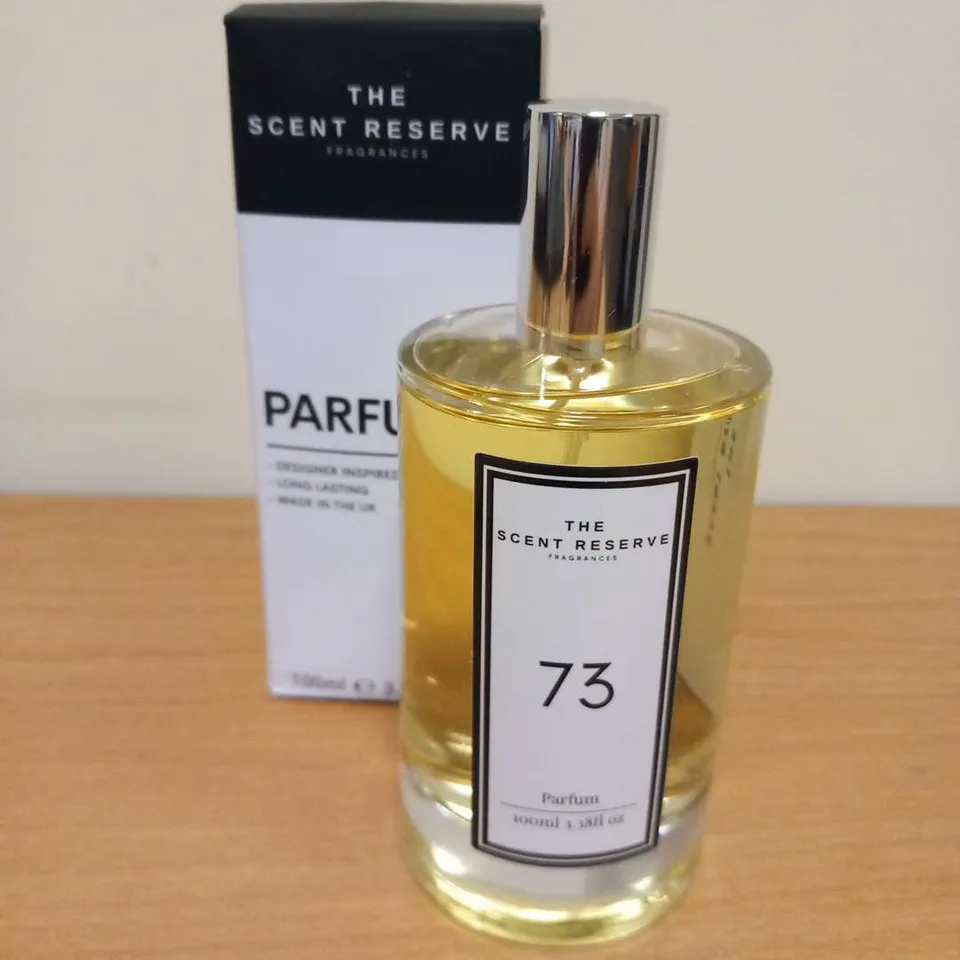 THE
SCENT RESERVE
FRAGRANCES
PARFU
- DESIGNER INSPIRED
- LONG LASTING
- MADE IN THE UK
100ml ℮ 3.
THE
SCENT RESERVE
FRAGRANCES
73
Parfum
100ml 3.38fl oz